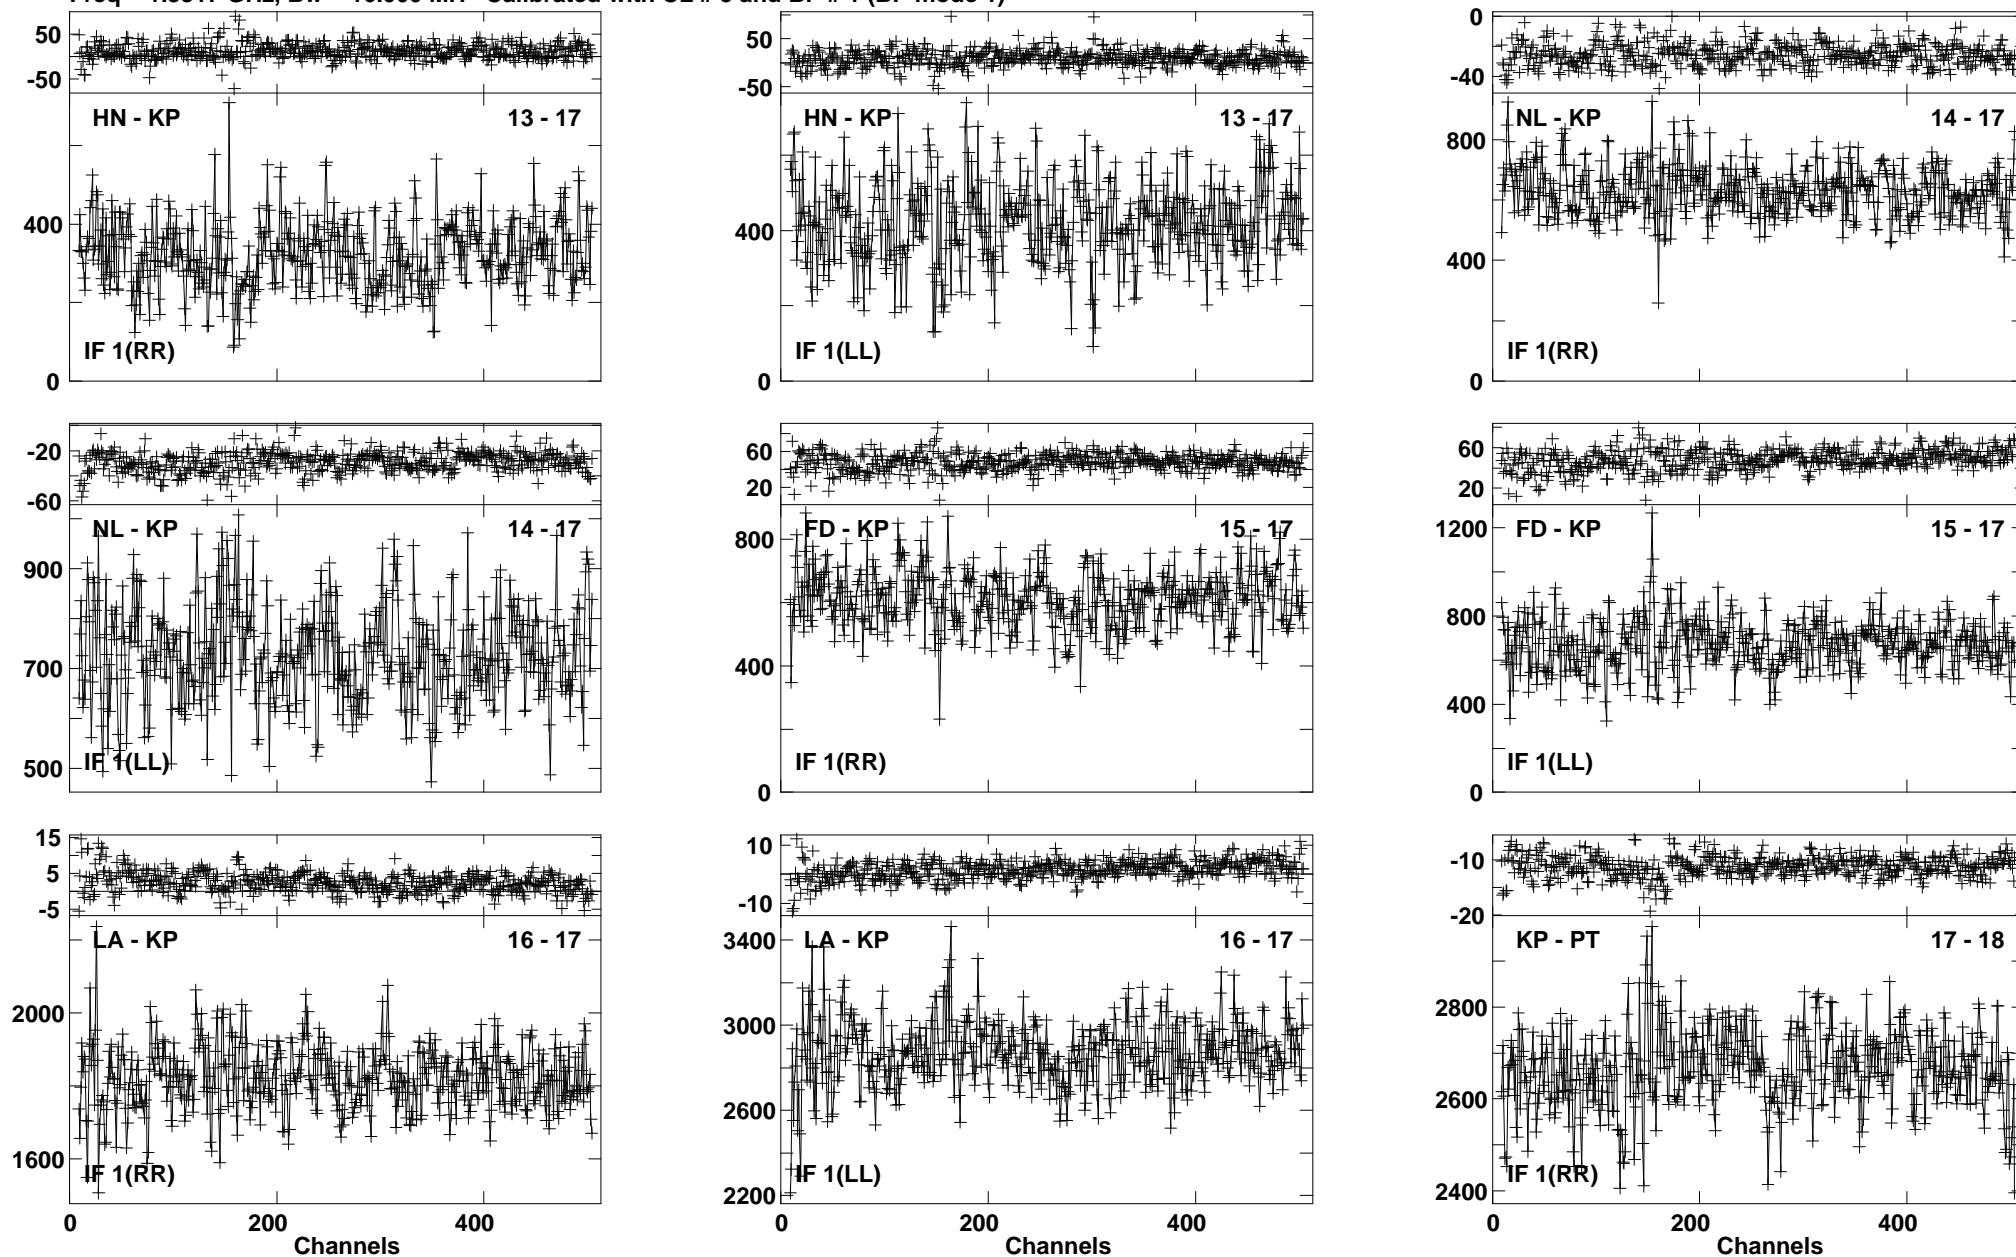 50
-50
HN - KP 13 - 17
400
0
IF 1(RR)
50
-50
HN - KP 13 - 17
400
0
IF 1(LL)
0
-40
NL - KP 14 - 17
800
400
0
IF 1(RR)
-20
-60
NL - KP 14 - 17
900
700
500
IF 1(LL)
60
20
FD - KP 15 - 17
800
400
0
IF 1(RR)
60
20
FD - KP 15 - 17
1200
800
400
0
IF 1(LL)
15
5
-5
LA - KP 16 - 17
2000
1600
IF 1(RR)
0 200 400
Channels
10
-10
LA - KP 16 - 17
3400
3000
2600
2200
IF 1(LL)
0 200 400
Channels
-10
-20
KP - PT 17 - 18
2800
2600
2400
IF 1(RR)
0 200 400
Channels